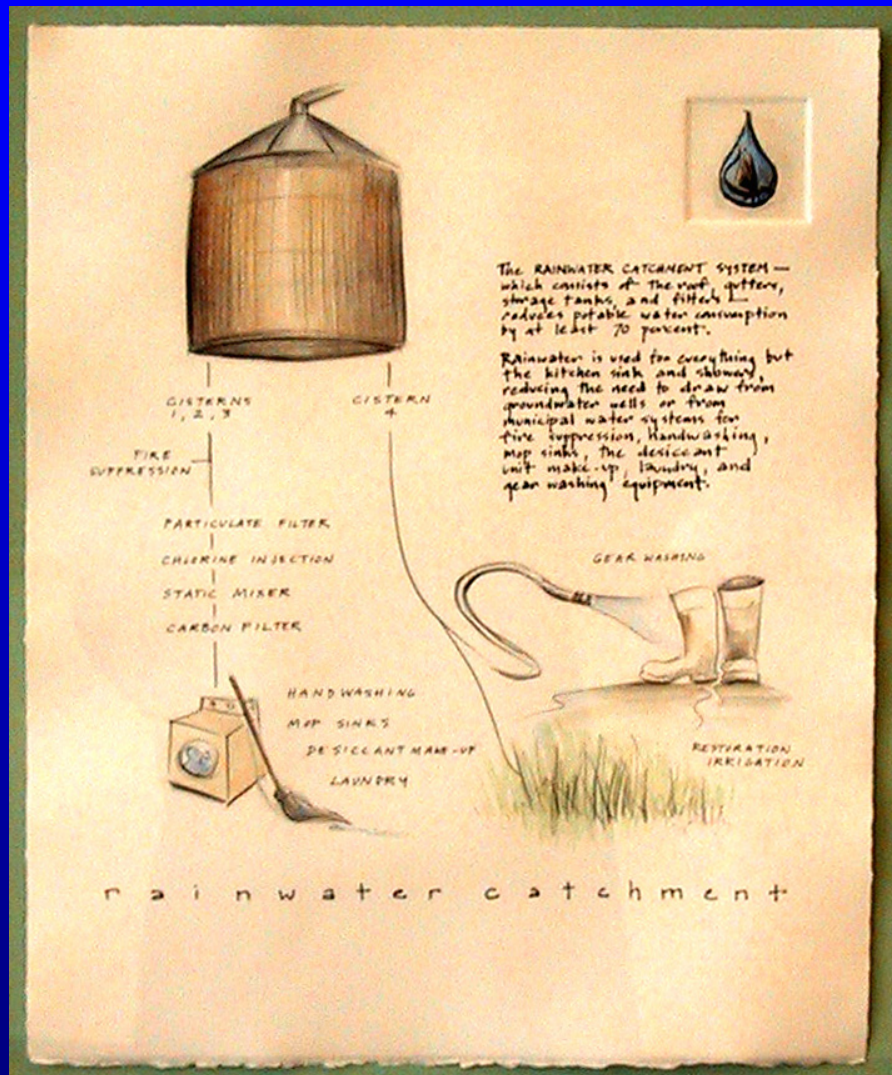 The RAINWATER CATCHMENT SYSTEM —
which consists of the roof, gutters,
storage tanks, and filters —
reduces potable water consumption
by at least 70 percent.
Rainwater is used for everything but
the kitchen sink and showers,
reducing the need to draw from
groundwater wells or from
municipal water systems for
fire suppression, handwashing,
mop sinks, the desiccant
unit make-up, laundry, and
gear washing equipment.
CISTERNS
1, 2, 3
CISTERN
4
FIRE
SUPPRESSION
PARTICULATE FILTER
CHLORINE INJECTION
STATIC MIXER
CARBON FILTER
GEAR WASHING
HANDWASHING
MOP SINKS
DESICCANT MAKE-UP
LAUNDRY
RESTORATION
IRRIGATION
rainwater catchment